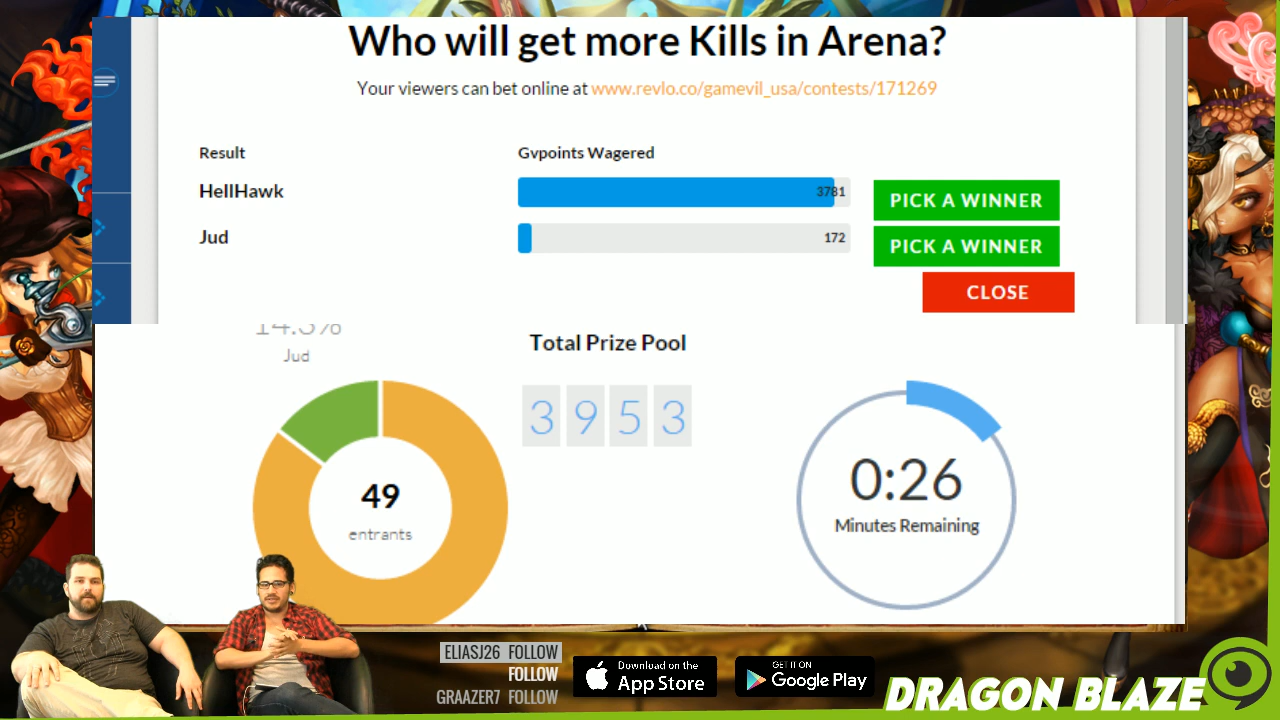 Who will get more Kills in Arena?
Your viewers can bet online at www.revlo.co/gamevil_usa/contests/171269
Result Gvpoints Wagered
HellHawk 3781 PICK A WINNER
Jud 172 PICK A WINNER
CLOSE
14.3%
Jud
Total Prize Pool
3953
49
entrants
0:26
Minutes Remaining
ELIASJ26 FOLLOW
FOLLOW
GRAAZER7 FOLLOW
Download on the
App Store
GET IT ON
Google Play
DRAGON BLAZE